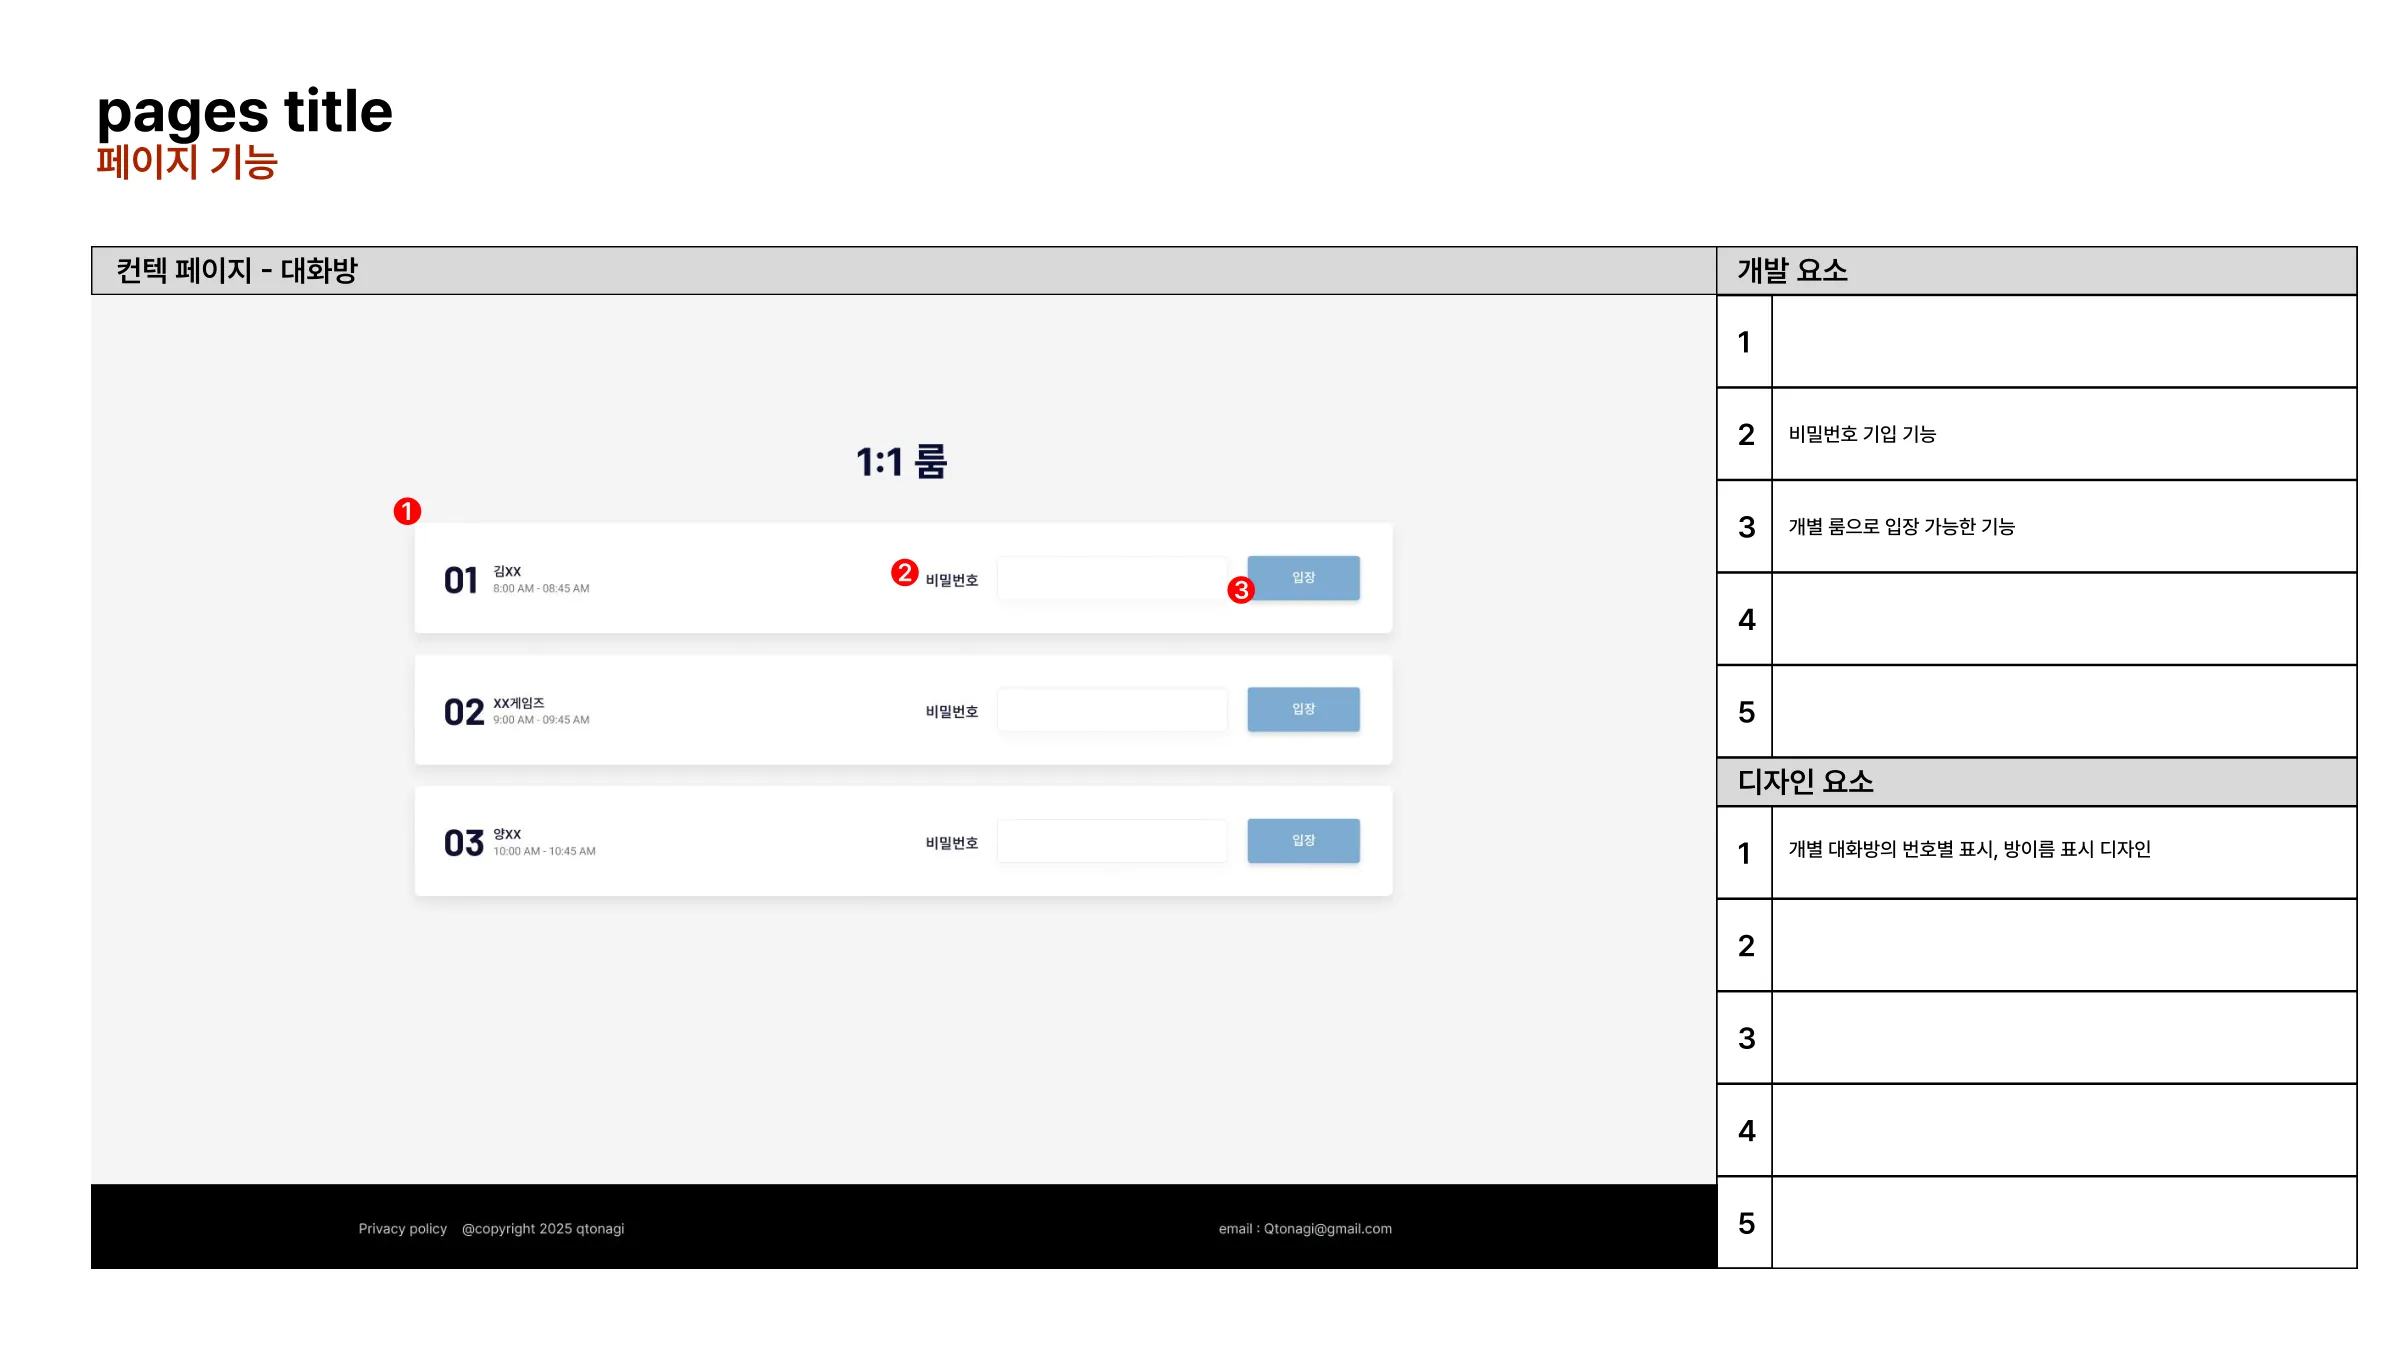 pages title
페이지 기능
컨텍 페이지 - 대화방
1:1 룸
1
01
김XX
8:00 AM - 08:45 AM
2
비밀번호
3
입장
02
XX게임즈
9:00 AM - 09:45 AM
비밀번호
입장
03
양XX
10:00 AM - 10:45 AM
비밀번호
입장
Privacy policy @copyright 2025 qtonagi
email : Qtonagi@gmail.com
개발 요소
1
2 비밀번호 기입 기능
3 개별 룸으로 입장 가능한 기능
4
5
디자인 요소
1 개별 대화방의 번호별 표시, 방이름 표시 디자인
2
3
4
5